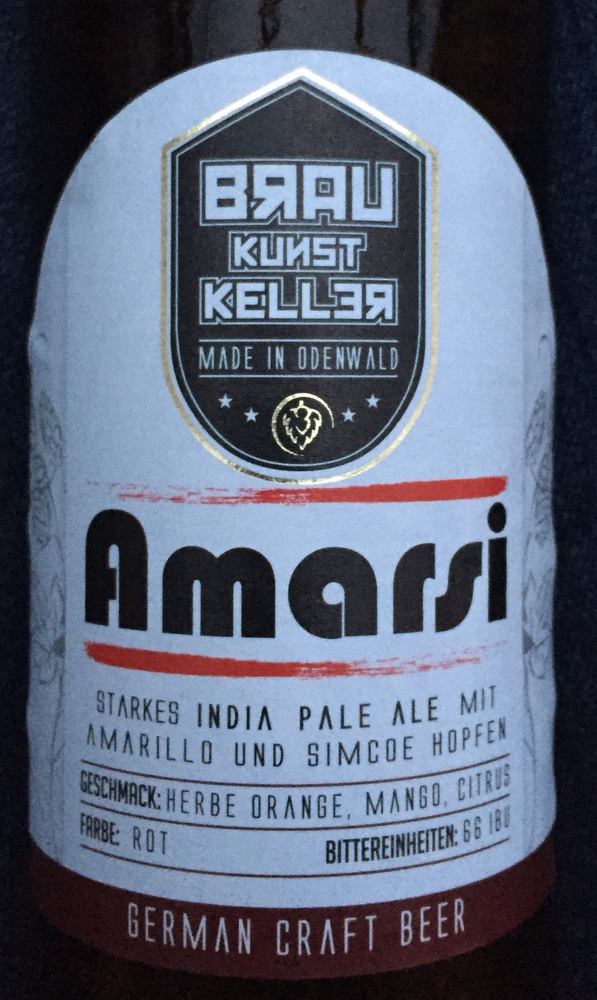 BRAU
KUNST
KELLER
MADE IN ODENWALD
Amarsi
STARKES INDIA PALE ALE MIT
AMARILLO UND SIMCOE HOPFEN
GESCHMACK: HERBE ORANGE, MANGO, CITRUS
FARBE: ROT BITTEREINHEITEN: 66 IBU
GERMAN CRAFT BEER